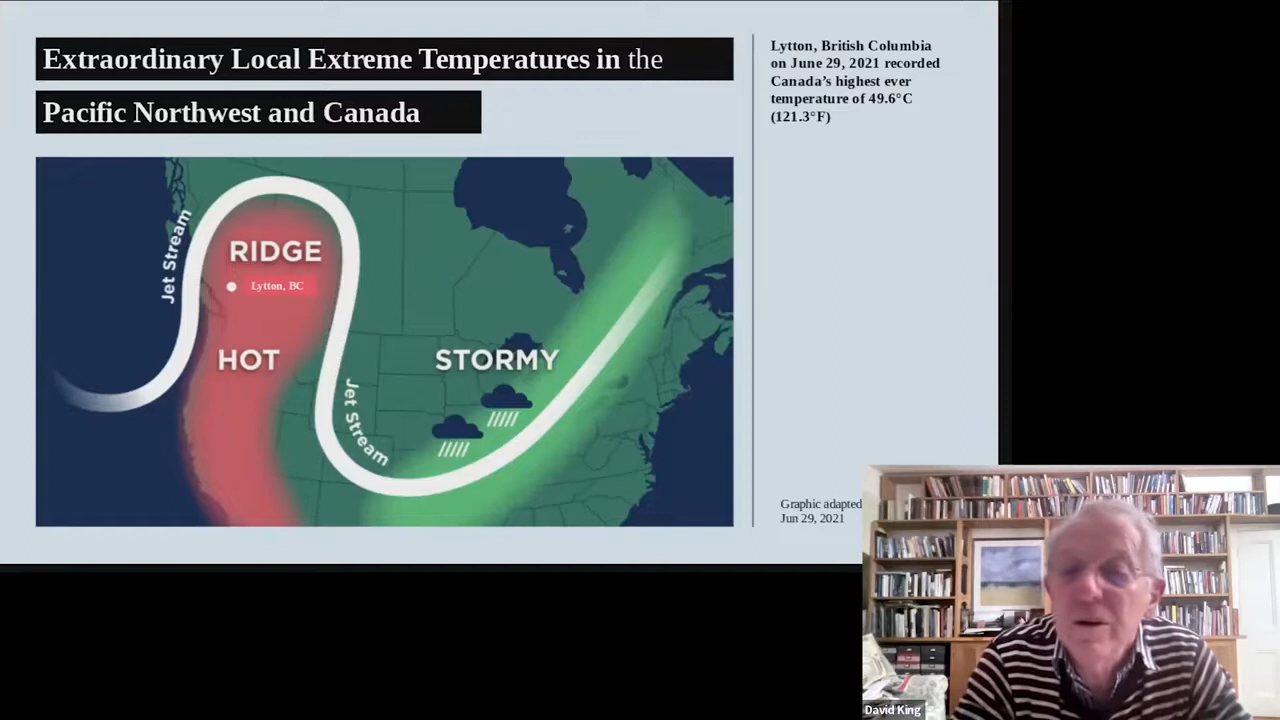 Extraordinary Local Extreme Temperatures in the
Pacific Northwest and Canada
Lytton, British Columbia
on June 29, 2021 recorded
Canada’s highest ever
temperature of 49.6°C
(121.3°F)
Jet Stream
RIDGE
Lytton, BC
HOT
STORMY
Jet Stream
Graphic adapted
Jun 29, 2021
David King